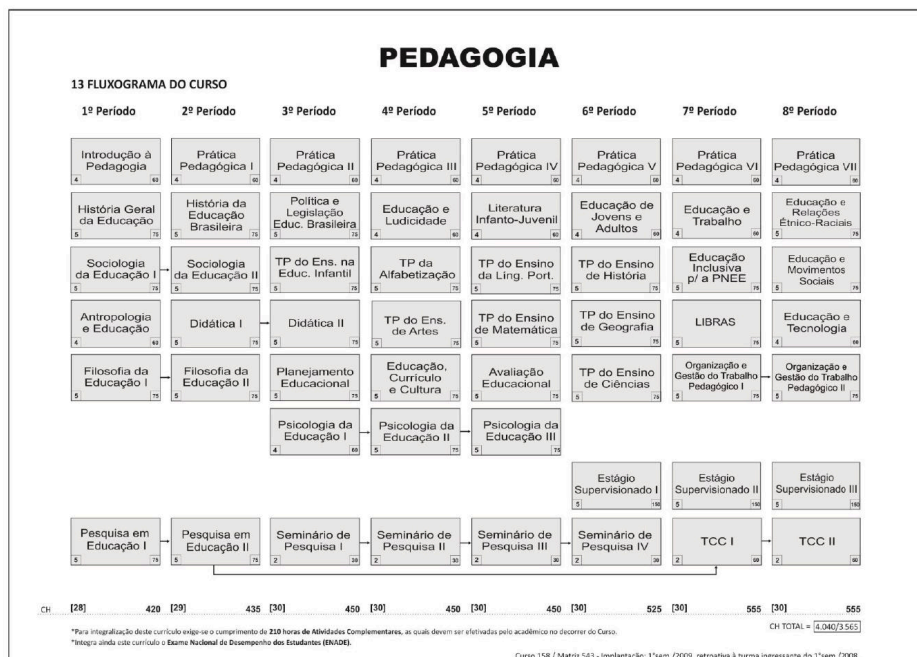 PEDAGOGIA
13 FLUXOGRAMA DO CURSO
1º Período 2º Período 3º Período 4º Período 5º Período 6º Período 7º Período 8º Período
Introdução à Pedagogia 4 60
Prática Pedagógica I 4 60
Prática Pedagógica II 4 60
Prática Pedagógica III 4 60
Prática Pedagógica IV 4 60
Prática Pedagógica V 4 60
Prática Pedagógica VI 4 60
Prática Pedagógica VII 4 60
História Geral da Educação 5 75
História da Educação Brasileira 5 75
Política e Legislação Educ. Brasileira 5 75
Educação e Ludicidade 4 60
Literatura Infanto-Juvenil 4 60
Educação de Jovens e Adultos 4 60
Educação e Trabalho 4 60
Educação e Relações Étnico-Raciais 5 75
Sociologia da Educação I 5 75
Sociologia da Educação II 5 75
TP do Ens. na Educ. Infantil 5 75
TP da Alfabetização 5 75
TP do Ensino da Ling. Port. 5 75
TP do Ensino de História 5 75
Educação Inclusiva p/ a PNEE 5 75
Educação e Movimentos Sociais 5 75
Antropologia e Educação 4 60
Didática I 5 75
Didática II 5 75
TP do Ens. de Artes 5 75
TP do Ensino de Matemática 5 75
TP do Ensino de Geografia 5 75
LIBRAS 5 75
Educação e Tecnologia 4 60
Filosofia da Educação I 5 75
Filosofia da Educação II 5 75
Planejamento Educacional 5 75
Educação, Currículo e Cultura 5 75
Avaliação Educacional 5 75
TP do Ensino de Ciências 5 75
Organização e Gestão do Trabalho Pedagógico I 5 75
Organização e Gestão do Trabalho Pedagógico II 5 75
Psicologia da Educação I 4 60
Psicologia da Educação II 5 75
Psicologia da Educação III 5 75
Estágio Supervisionado I 5 150
Estágio Supervisionado II 5 150
Estágio Supervisionado III 5 150
Pesquisa em Educação I 5 75
Pesquisa em Educação II 5 75
Seminário de Pesquisa I 2 30
Seminário de Pesquisa II 2 30
Seminário de Pesquisa III 2 30
Seminário de Pesquisa IV 2 30
TCC I 2 60
TCC II 2 60
CH [28] 420 [29] 435 [30] 450 [30] 450 [30] 450 [30] 525 [30] 555 [30] 555
CH TOTAL = 4.040/3.565
*Para integralização deste currículo exige-se o cumprimento de 210 horas de Atividades Complementares, as quais devem ser efetivadas pelo acadêmico no decorrer do Curso.
*Integra ainda este currículo o Exame Nacional de Desempenho dos Estudantes (ENADE).
Curso 158 / Matriz 543 - Implantação: 1°sem./2009, retroativa à turma ingressante do 1°sem./2008.